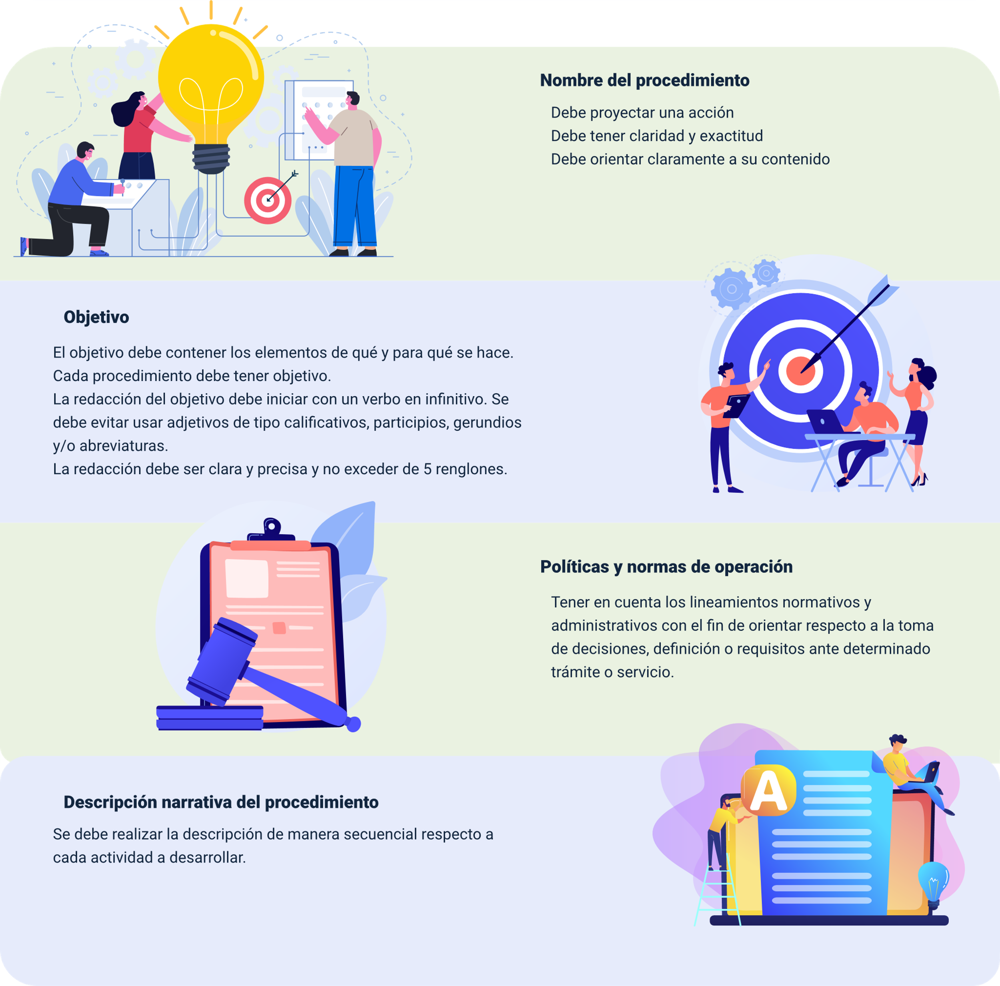 Nombre del procedimiento
Debe proyectar una acción
Debe tener claridad y exactitud
Debe orientar claramente a su contenido
Objetivo
El objetivo debe contener los elementos de qué y para qué se hace.
Cada procedimiento debe tener objetivo.
La redacción del objetivo debe iniciar con un verbo en infinitivo. Se
debe evitar usar adjetivos de tipo calificativos, participios, gerundios
y/o abreviaturas.
La redacción debe ser clara y precisa y no exceder de 5 renglones.
Políticas y normas de operación
Tener en cuenta los lineamientos normativos y
administrativos con el fin de orientar respecto a la toma
de decisiones, definición o requisitos ante determinado
trámite o servicio.
A
Descripción narrativa del procedimiento
Se debe realizar la descripción de manera secuencial respecto a
cada actividad a desarrollar.